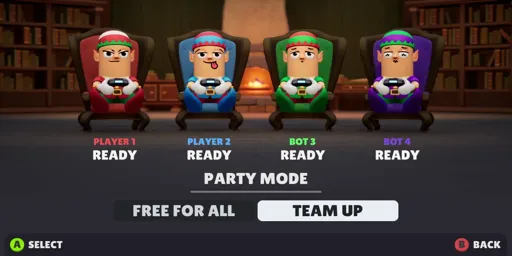 PLAYER 1 PLAYER 2 BOT 3 BOT 4
READY READY READY READY
PARTY MODE
FREE FOR ALL TEAM UP
A SELECT B BACK